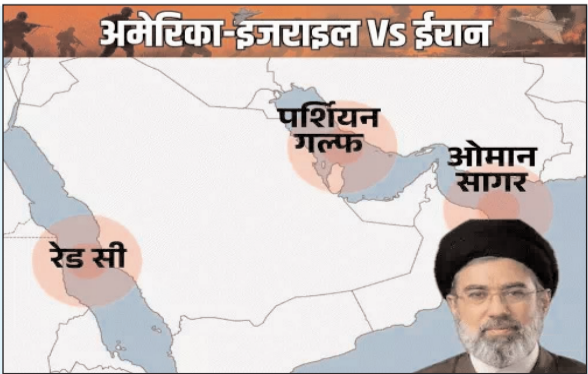 अमेरिका-इजराइल Vs ईरान
पर्शियन
गल्फ
ओमान
सागर
रेड सी